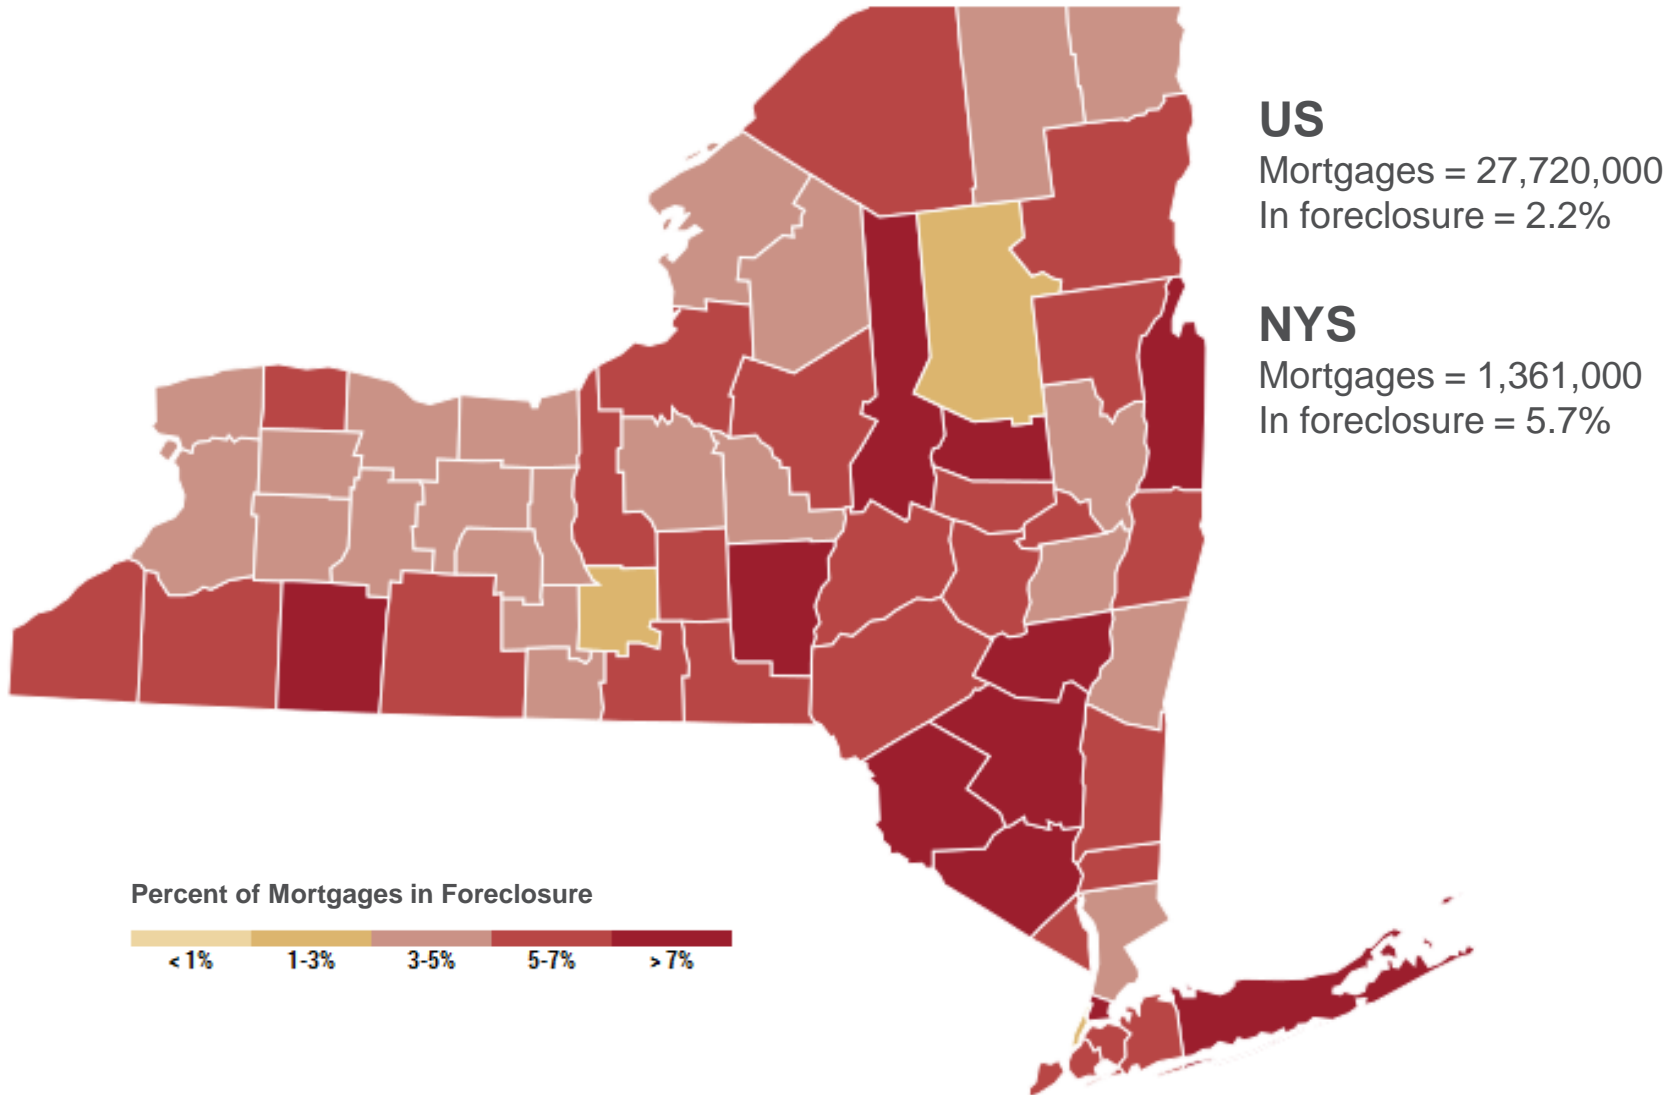 US
Mortgages = 27,720,000
In foreclosure = 2.2%
NYS
Mortgages = 1,361,000
In foreclosure = 5.7%
Percent of Mortgages in Foreclosure
< 1% 1-3% 3-5% 5-7% > 7%